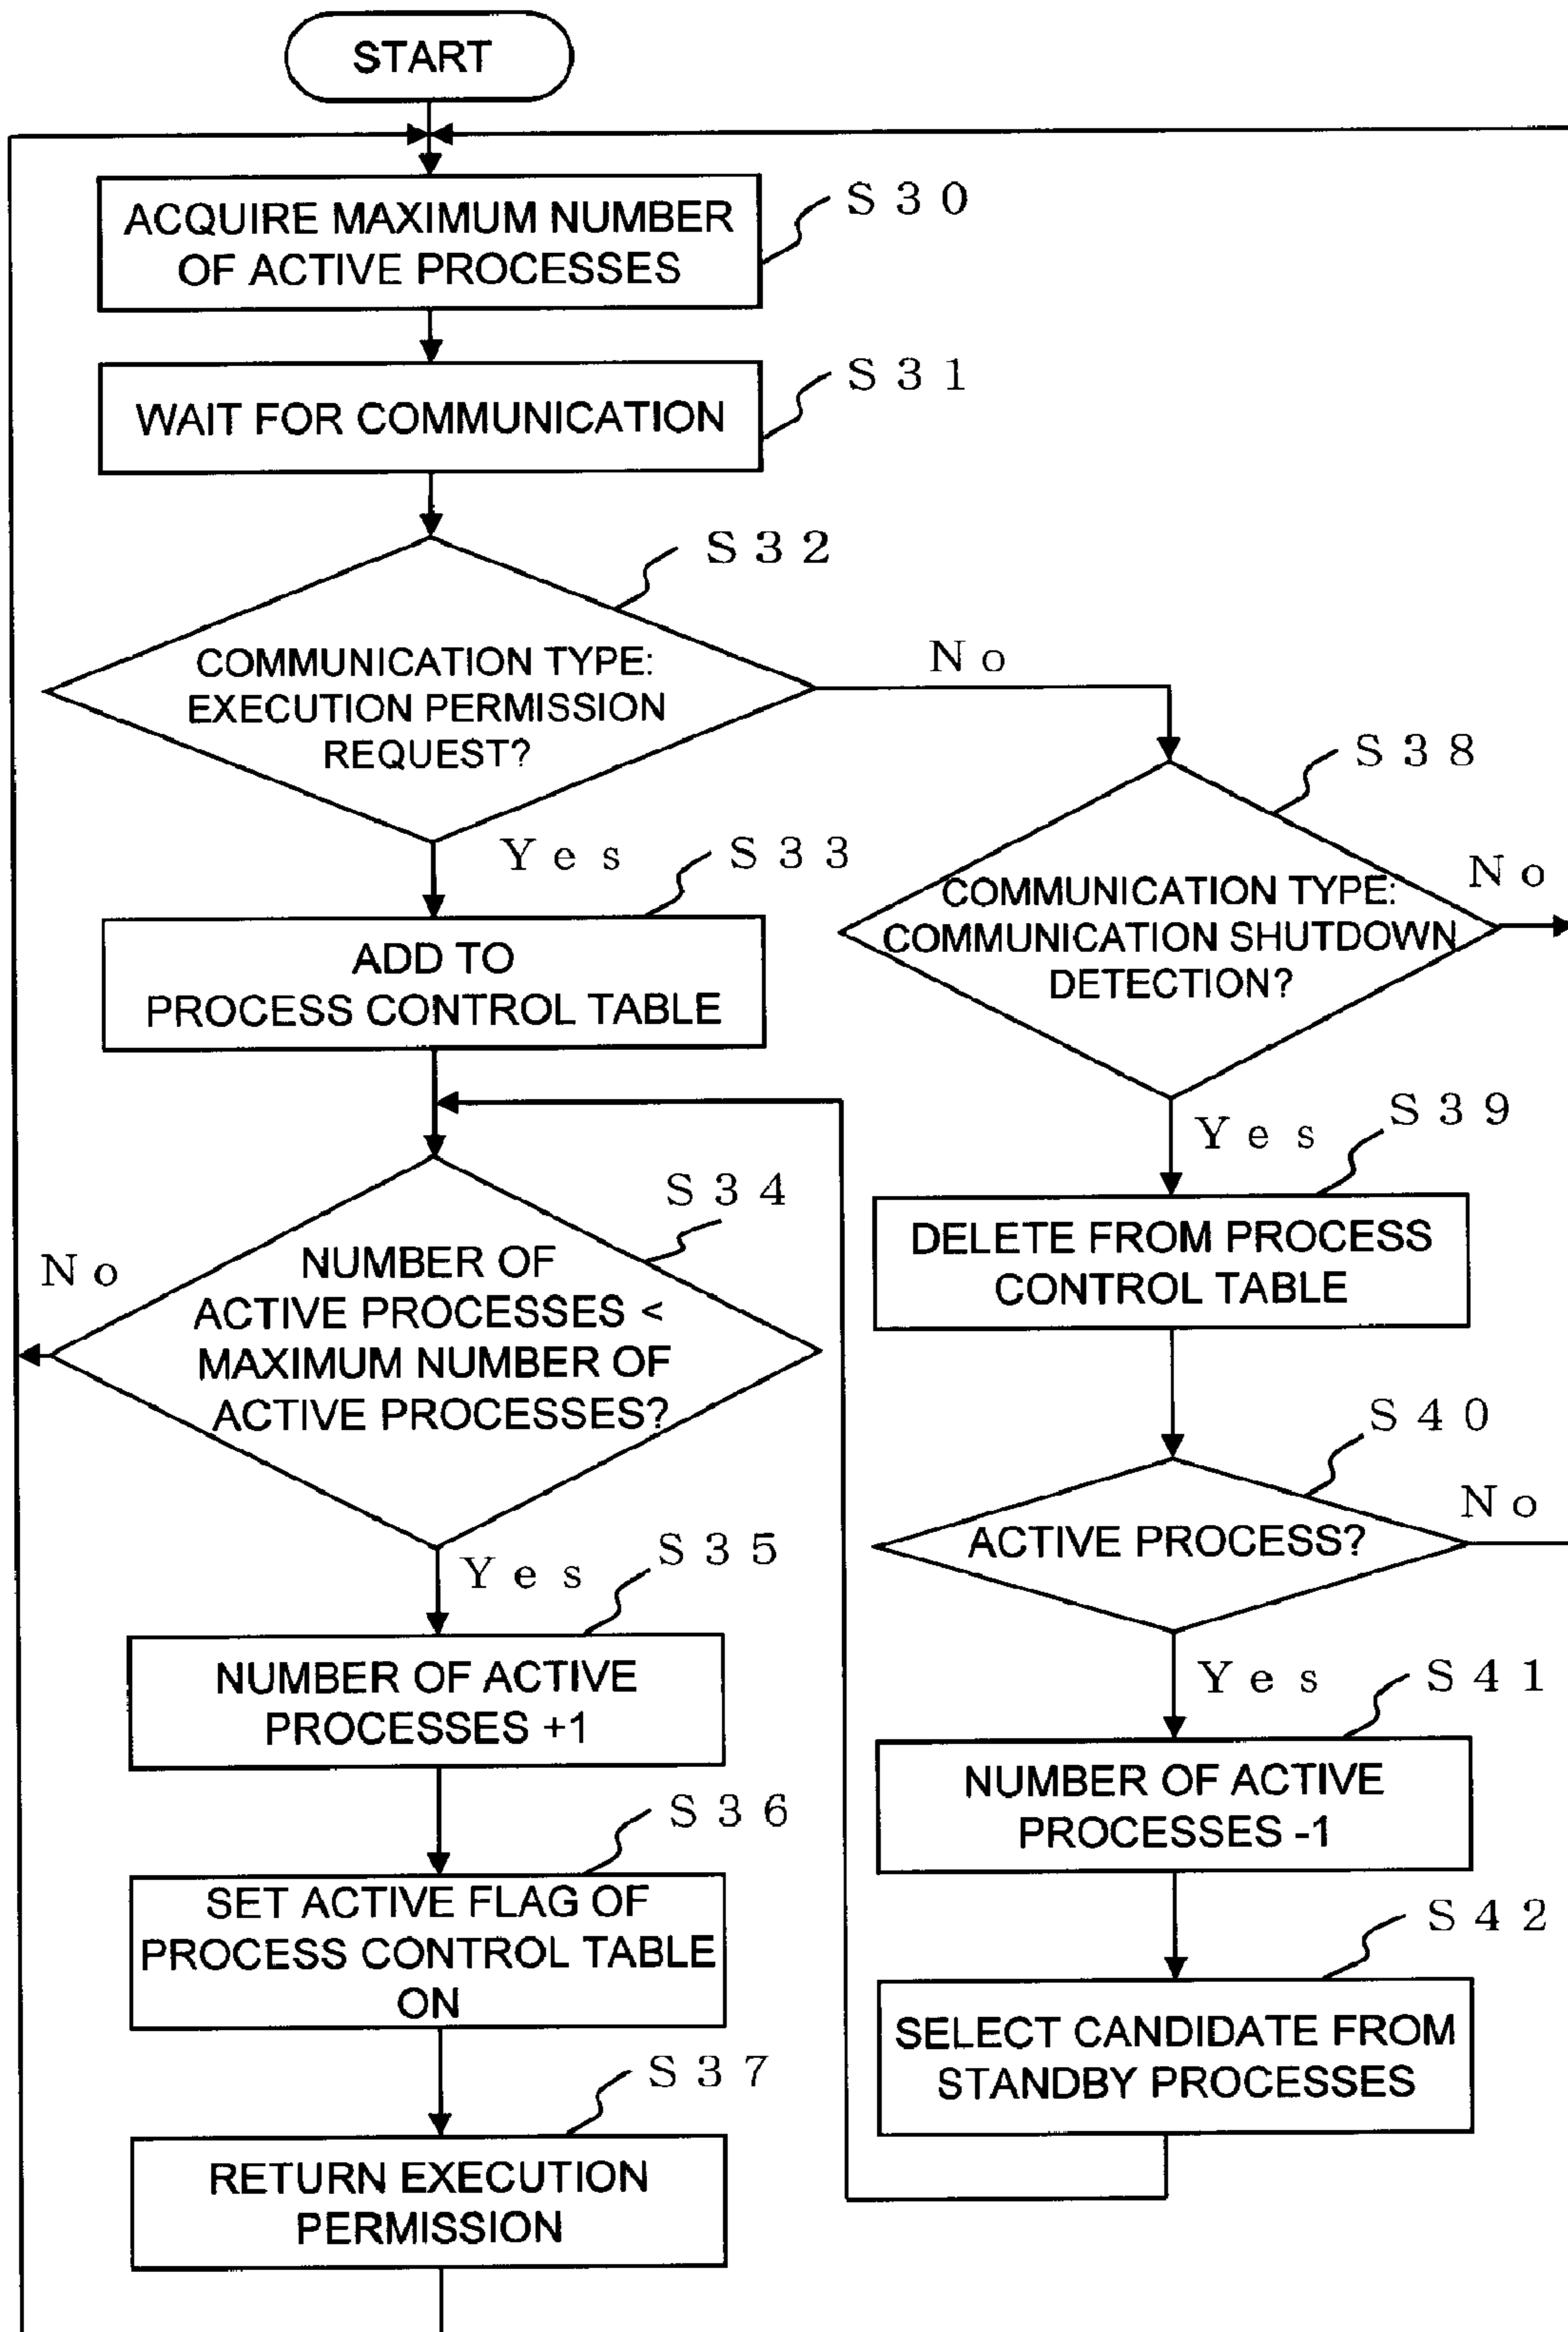 START
ACQUIRE MAXIMUM NUMBER
OF ACTIVE PROCESSES
S30
WAIT FOR COMMUNICATION
S31
S32
COMMUNICATION TYPE:
EXECUTION PERMISSION
REQUEST?
No
Yes
S33
ADD TO
PROCESS CONTROL TABLE
S34
NUMBER OF
ACTIVE PROCESSES <
MAXIMUM NUMBER OF
ACTIVE PROCESSES?
No
Yes
S35
NUMBER OF ACTIVE
PROCESSES +1
S36
SET ACTIVE FLAG OF
PROCESS CONTROL TABLE
ON
S37
RETURN EXECUTION
PERMISSION
S38
COMMUNICATION TYPE:
COMMUNICATION SHUTDOWN
DETECTION?
No
Yes
S39
DELETE FROM PROCESS
CONTROL TABLE
S40
ACTIVE PROCESS?
No
Yes
S41
NUMBER OF ACTIVE
PROCESSES -1
S42
SELECT CANDIDATE FROM
STANDBY PROCESSES